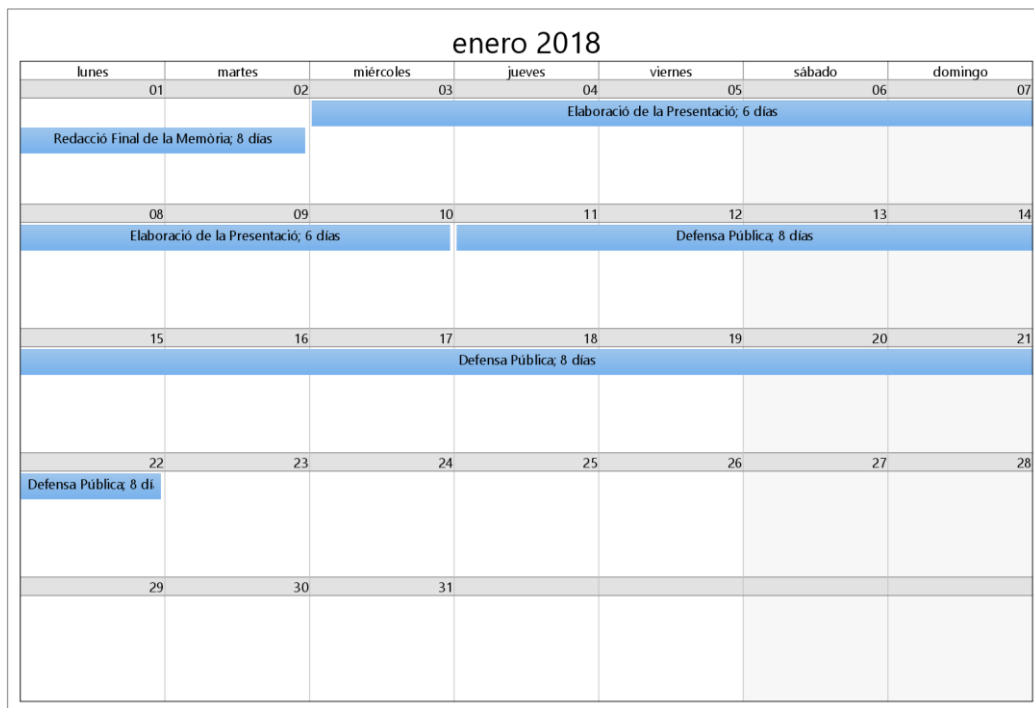 enero 2018
lunes martes miércoles jueves viernes sábado domingo
01 02 03 04 05 06 07
Elaboració de la Presentació; 6 días
Redacció Final de la Memòria; 8 días
08 09 10 11 12 13 14
Elaboració de la Presentació; 6 días Defensa Pública; 8 días
15 16 17 18 19 20 21
Defensa Pública; 8 días
22 23 24 25 26 27 28
Defensa Pública; 8 dí
29 30 31